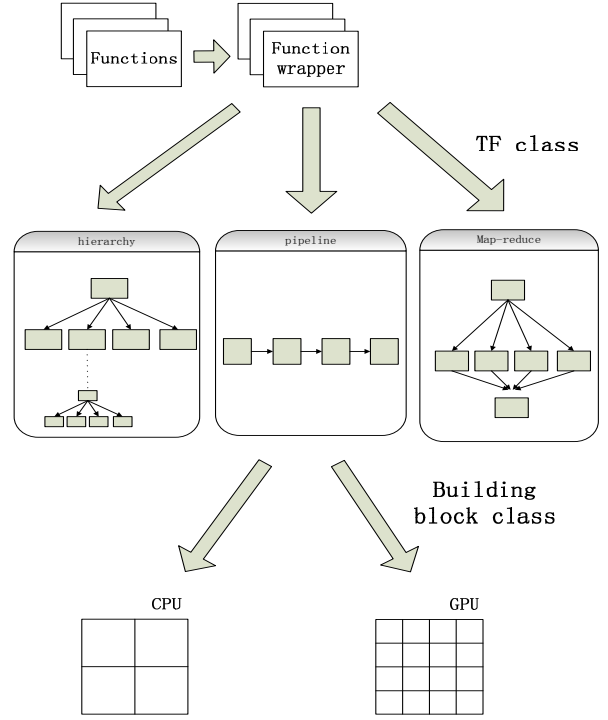 Functions
Function
wrapper
TF class
hierarchy
pipeline
Map-reduce
Building
block class
CPU
GPU